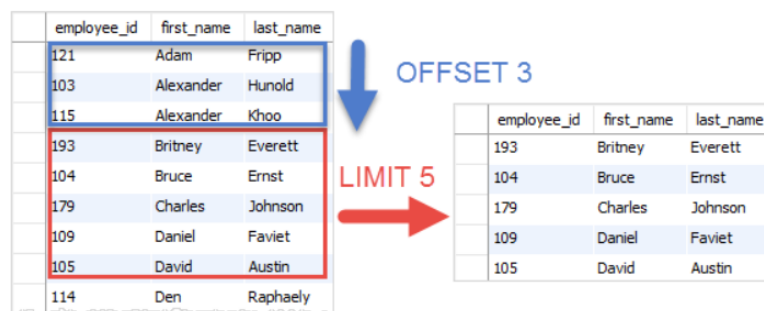 employee_id first_name last_name
121 Adam Fripp
103 Alexander Hunold
115 Alexander Khoo
193 Britney Everett
104 Bruce Ernst
179 Charles Johnson
109 Daniel Faviet
105 David Austin
114 Den Raphaely
OFFSET 3
LIMIT 5
employee_id first_name last_name
193 Britney Everett
104 Bruce Ernst
179 Charles Johnson
109 Daniel Faviet
105 David Austin